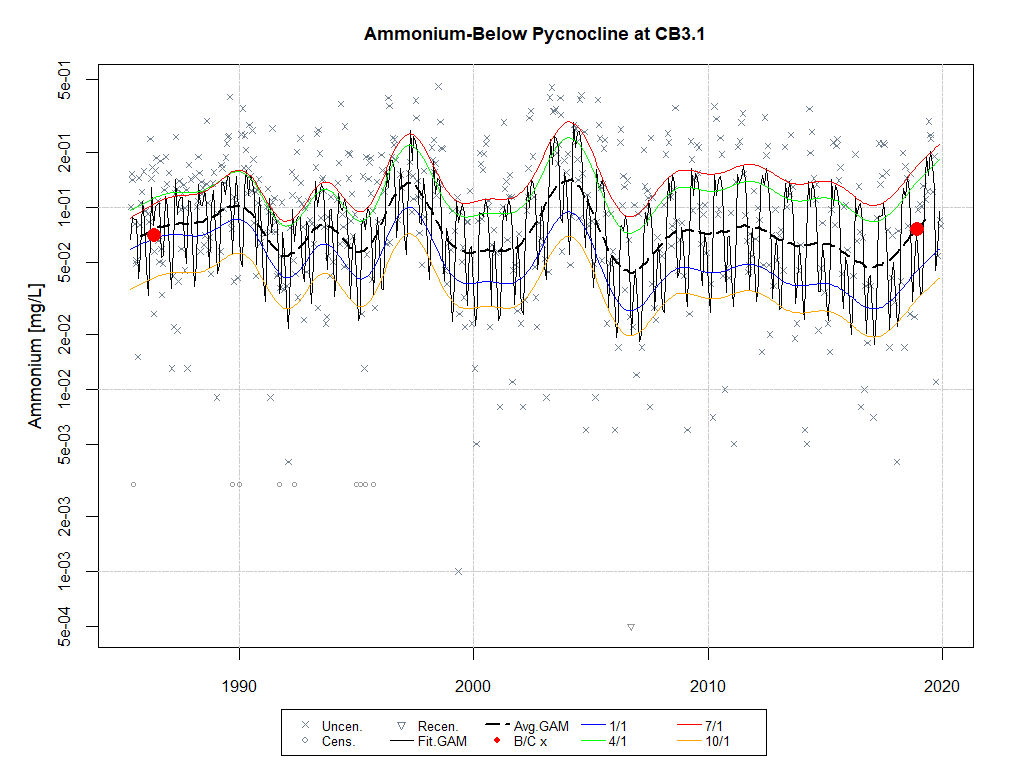 Ammonium-Below Pycnocline at CB3.1
Ammonium [mg/L]
5e-01
2e-01
1e-01
5e-02
2e-02
1e-02
5e-03
2e-03
1e-03
5e-04
1990 2000 2010 2020
Uncen. Recen. Avg.GAM 1/1 7/1
Cens. Fit.GAM B/C x 4/1 10/1